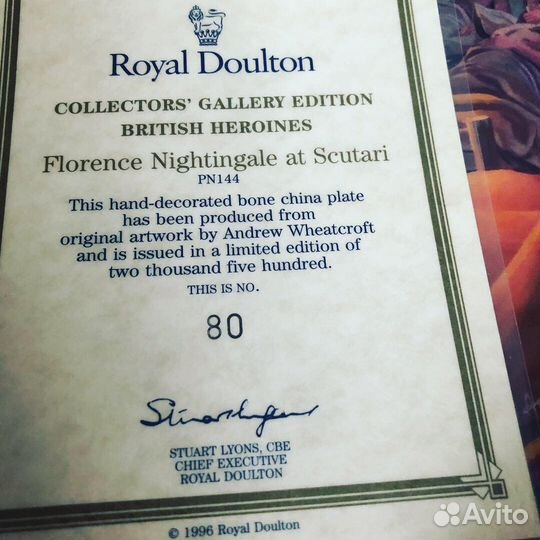 Royal Doulton
COLLECTORS' GALLERY EDITION
BRITISH HEROINES
Florence Nightingale at Scutari
PN144
This hand-decorated bone china plate
has been produced from
original artwork by Andrew Wheatcroft
and is issued in a limited edition of
two thousand five hundred.
THIS IS NO.
80
STUART LYONS, CBE
CHIEF EXECUTIVE
ROYAL DOULTON
© 1996 Royal Doulton
Avito